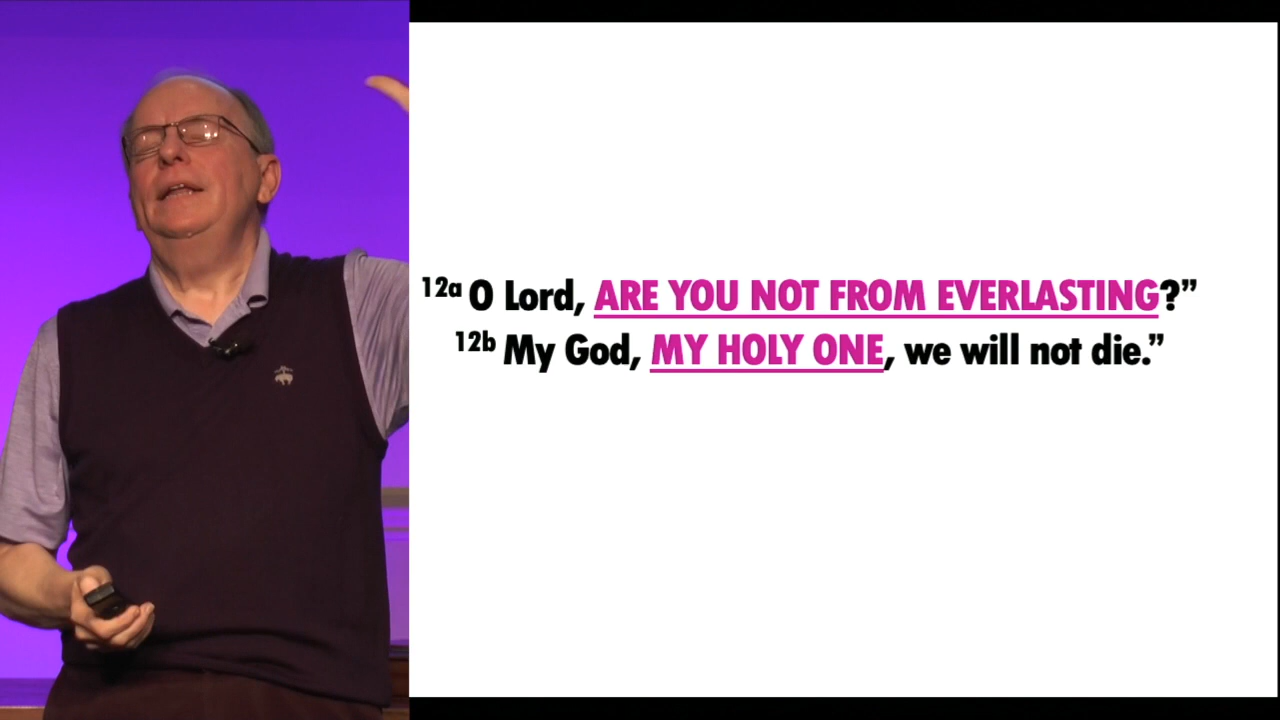 12a O Lord, ARE YOU NOT FROM EVERLASTING?”
12b My God, MY HOLY ONE, we will not die.”